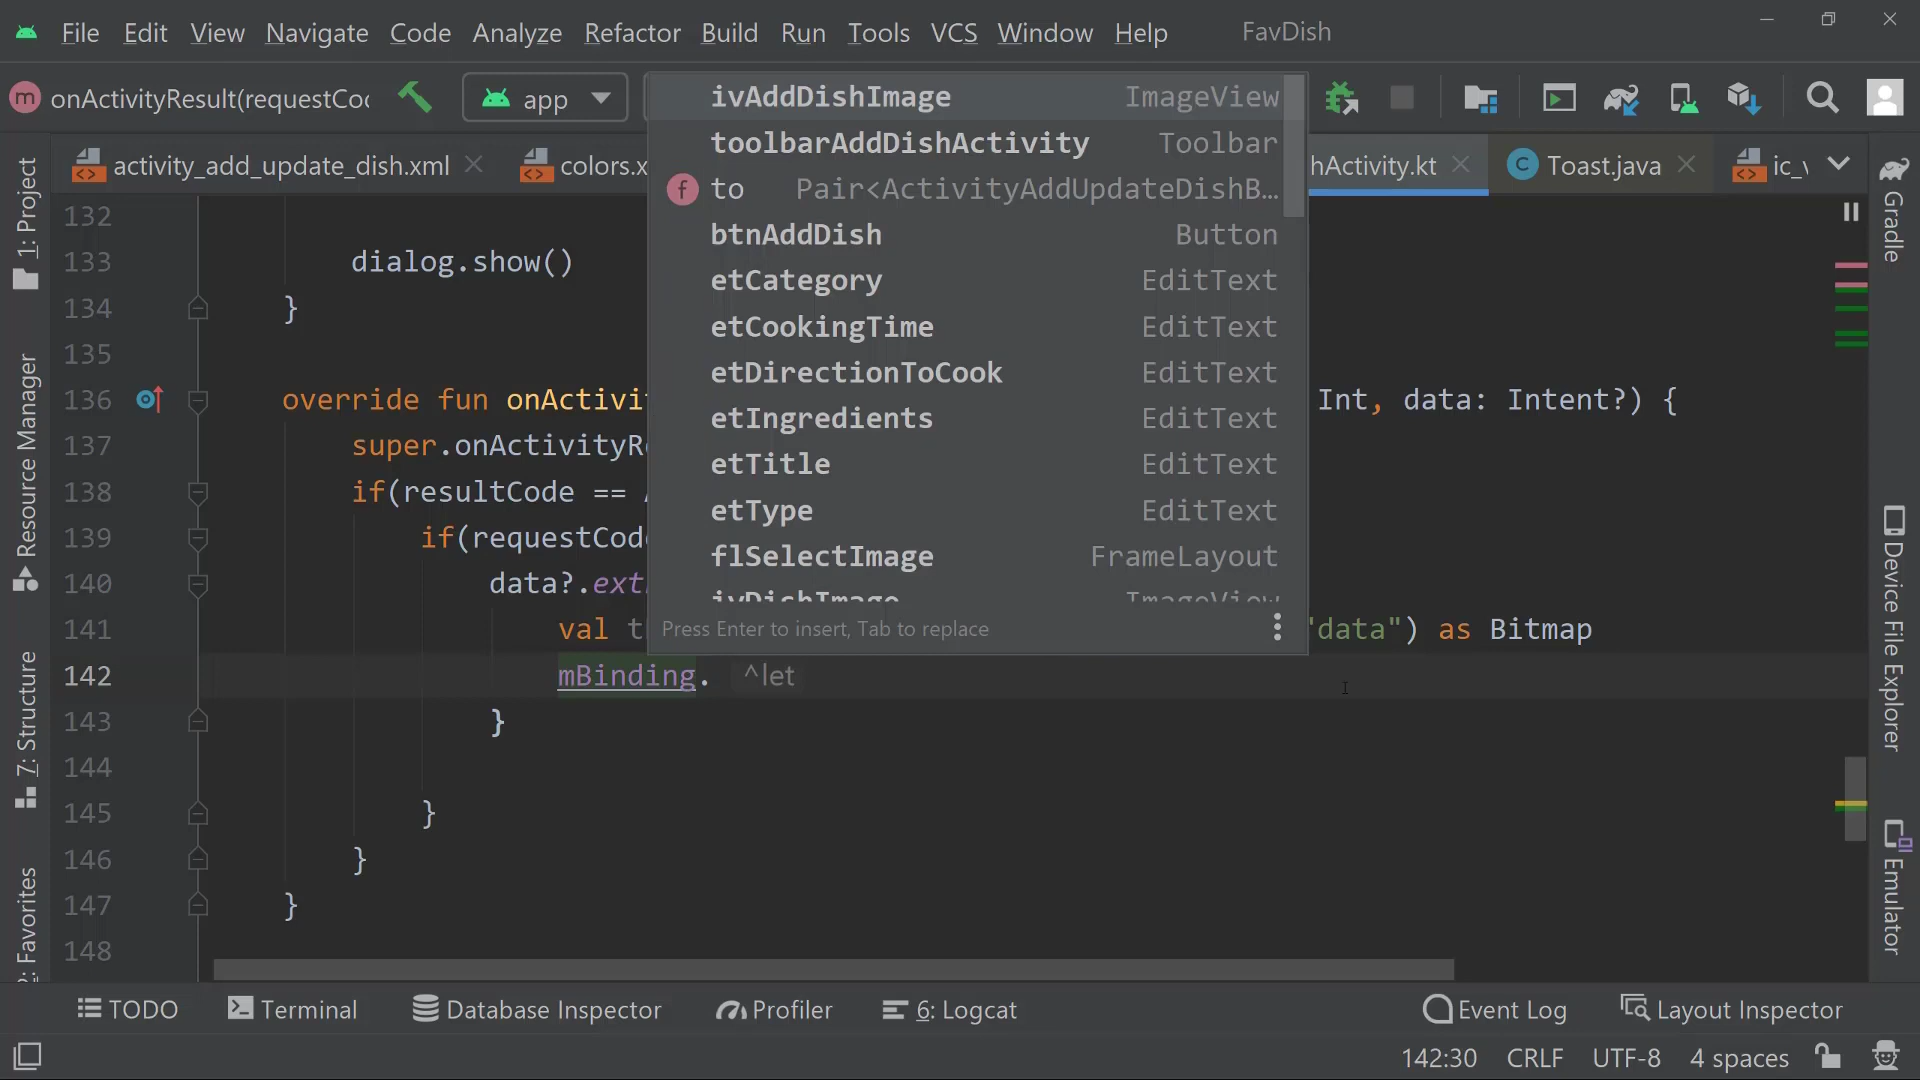 File Edit View Navigate Code Analyze Refactor Build Run Tools VCS Window Help FavDish
m onActivityResult(requestCo app
activity_add_update_dish.xml colors.x hActivity.kt Toast.java ic_
ivAddDishImage ImageView
toolbarAddDishActivity Toolbar
f to Pair<ActivityAddUpdateDishB…
btnAddDish Button
etCategory EditText
etCookingTime EditText
etDirectionToCook EditText
etIngredients EditText
etTitle EditText
etType EditText
flSelectImage FrameLayout
ivDishImage ImageView
Press Enter to insert, Tab to replace
132
133 dialog.show()
134 }
135
136 override fun onActivi Int, data: Intent?) {
137 super.onActivityR
138 if(resultCode ==
139 if(requestCod
140 data?.ext
141 val t "data") as Bitmap
142 mBinding. ^let
143 }
144
145 }
146 }
147 }
148
1: Project
Resource Manager
7: Structure
2: Favorites
Gradle
Device File Explorer
Emulator
TODO Terminal Database Inspector Profiler 6: Logcat Event Log Layout Inspector
142:30 CRLF UTF-8 4 spaces